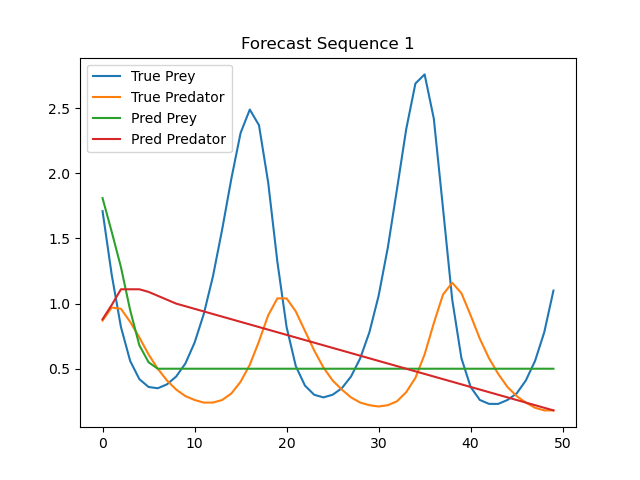 Forecast Sequence 1
True Prey
True Predator
Pred Prey
Pred Predator
2.5
2.0
1.5
1.0
0.5
0 10 20 30 40 50